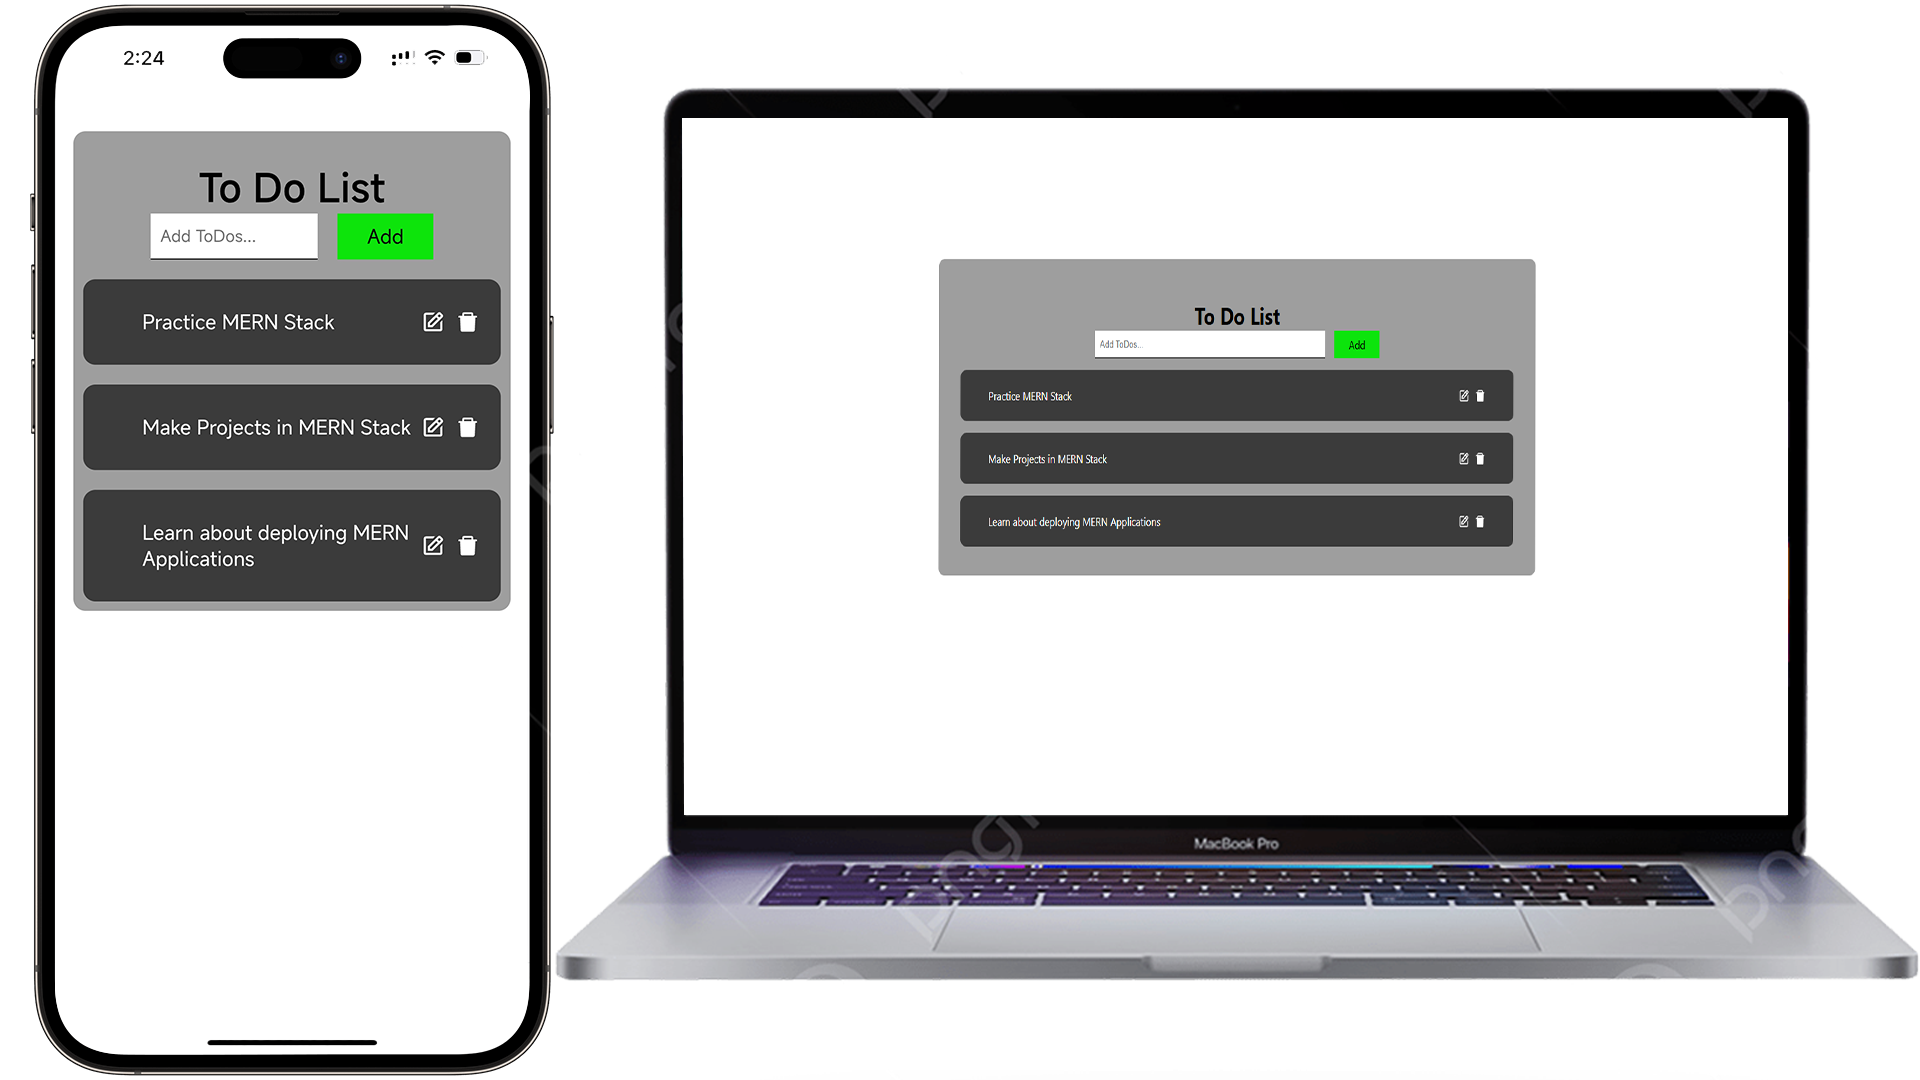 2:24
To Do List
Add ToDos...
Add
Practice MERN Stack
Make Projects in MERN Stack
Learn about deploying MERN
Applications
To Do List
Add ToDos...
Add
Practice MERN Stack
Make Projects in MERN Stack
Learn about deploying MERN Applications
MacBook Pro